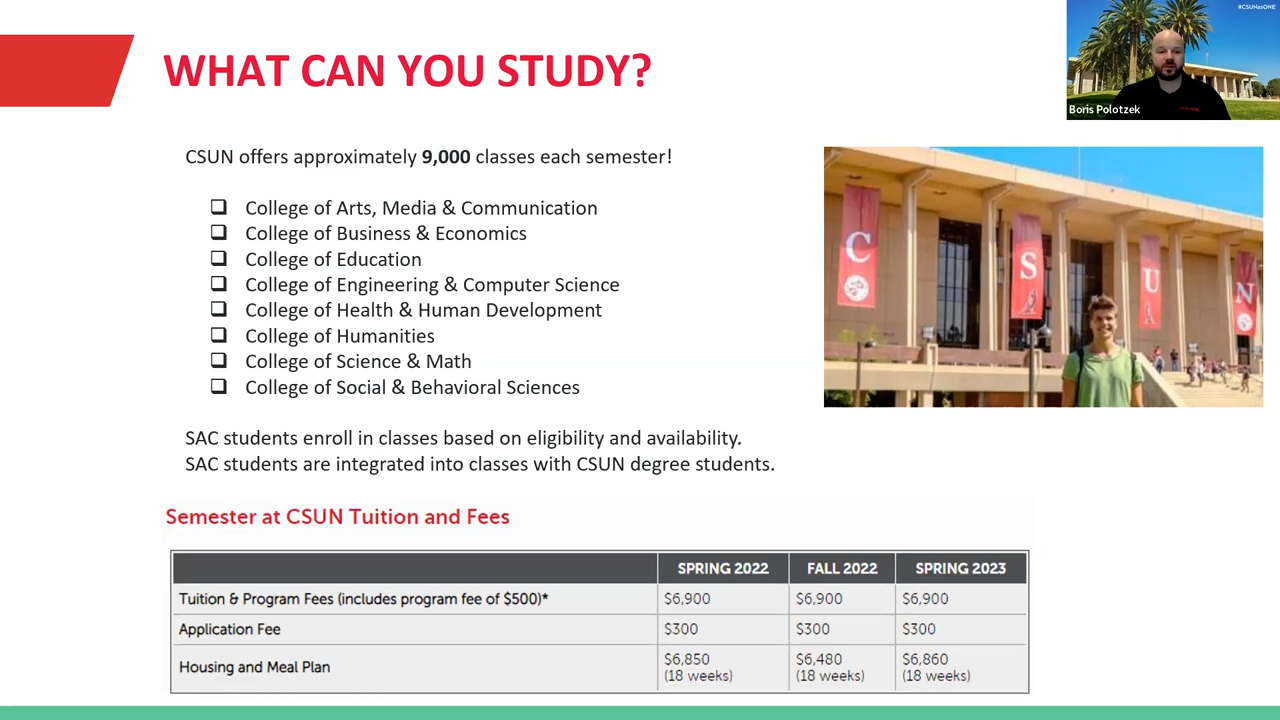 #CSUNasONE
WHAT CAN YOU STUDY?
Boris Polotzek
CSUN offers approximately 9,000 classes each semester!
❑ College of Arts, Media & Communication
❑ College of Business & Economics
❑ College of Education
❑ College of Engineering & Computer Science
❑ College of Health & Human Development
❑ College of Humanities
❑ College of Science & Math
❑ College of Social & Behavioral Sciences
C S U N
SAC students enroll in classes based on eligibility and availability.
SAC students are integrated into classes with CSUN degree students.
Semester at CSUN Tuition and Fees
SPRING 2022 FALL 2022 SPRING 2023
Tuition & Program Fees (includes program fee of $500)* $6,900 $6,900 $6,900
Application Fee $300 $300 $300
Housing and Meal Plan $6,850 $6,480 $6,860
(18 weeks) (18 weeks) (18 weeks)